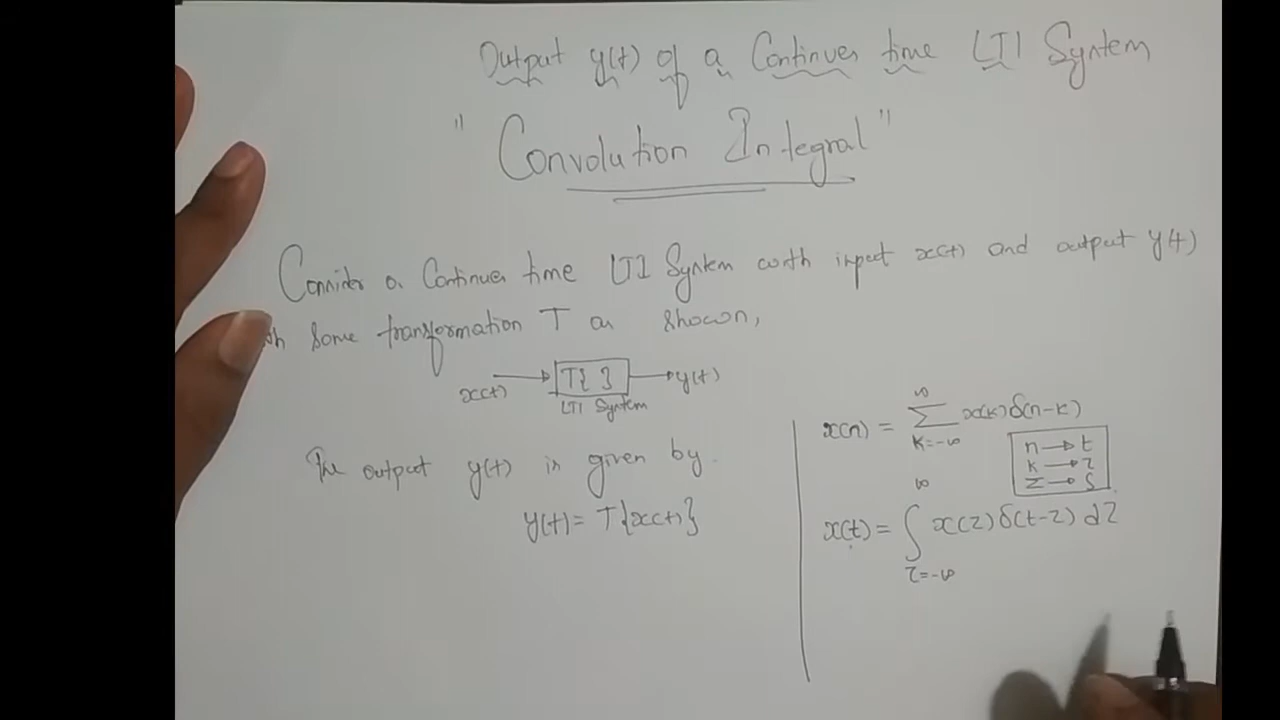 Output y(t) of a Continues time LTI System
"Convolution Integral"
Consider a Continues time LTI System with input x(t) and output y(t)
some transformation T as shown,
x(t) → T{ } → y(t)
LTI System
The output y(t) is given by
y(t) = T{x(t)}
x(n) = ∞ ∑ k=-∞ x(k) δ(n-k)
n → t
k → τ
Σ → ∫
x(t) = ∞ ∫ τ=-∞ x(τ) δ(t-τ) dτ